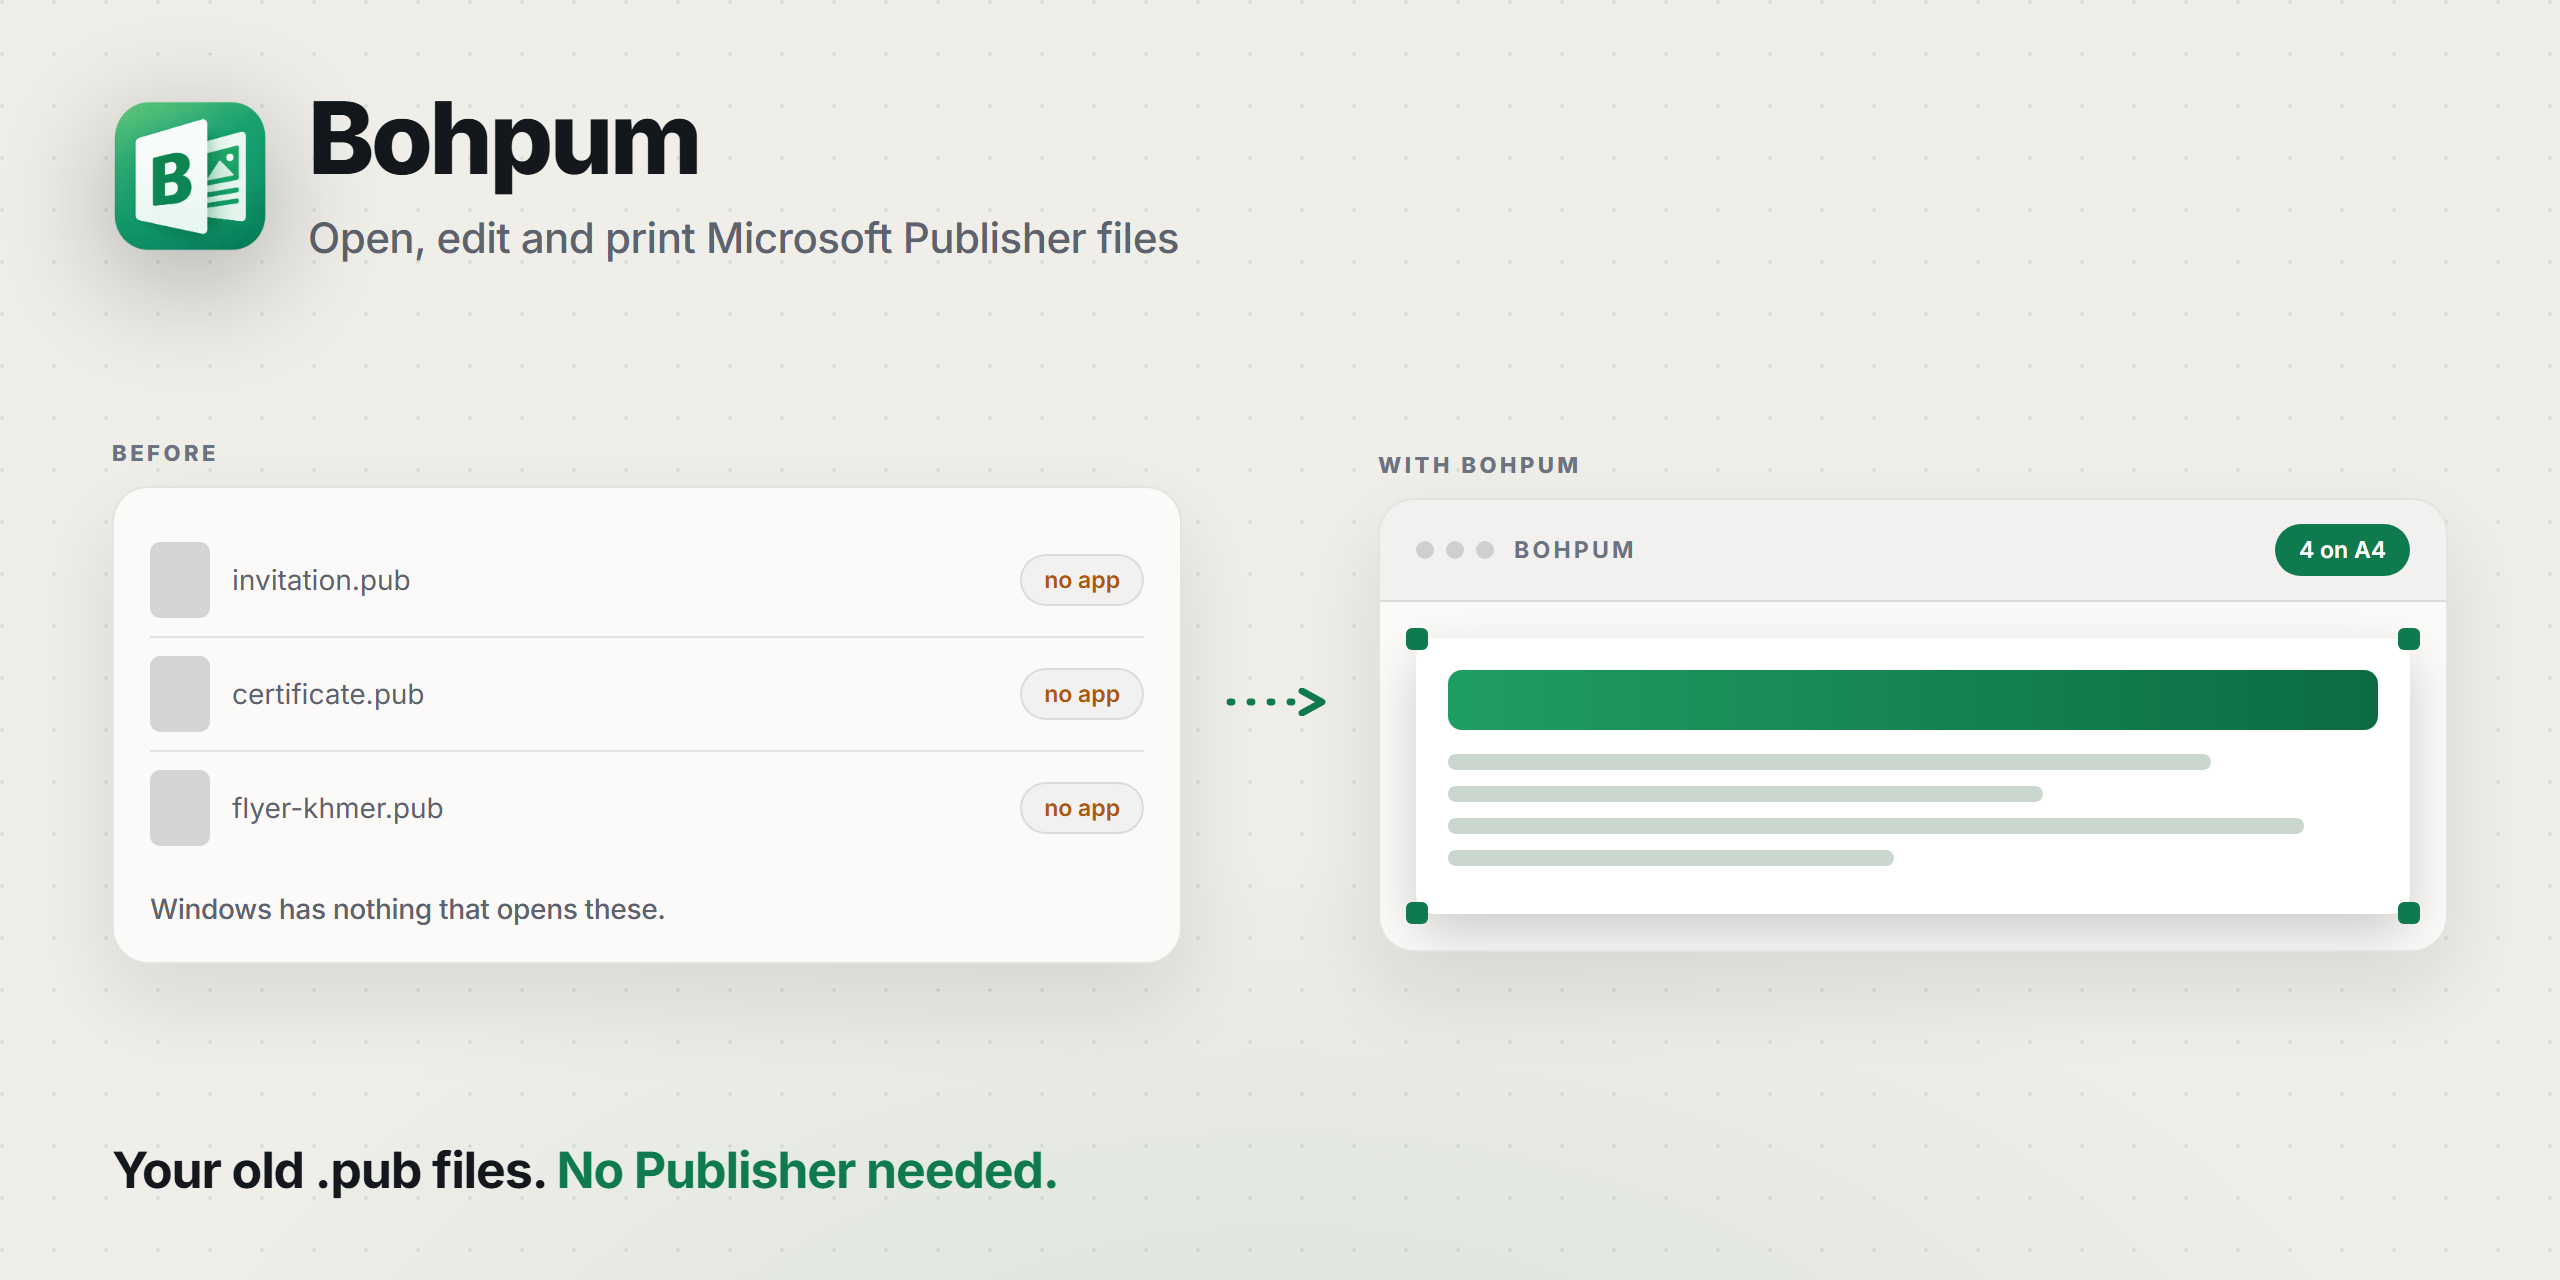 B
Bohpum
Open, edit and print Microsoft Publisher files
BEFORE
invitation.pub no app
certificate.pub no app
flyer-khmer.pub no app
Windows has nothing that opens these.
WITH BOHPUM
BOHPUM 4 on A4
Your old .pub files. No Publisher needed.